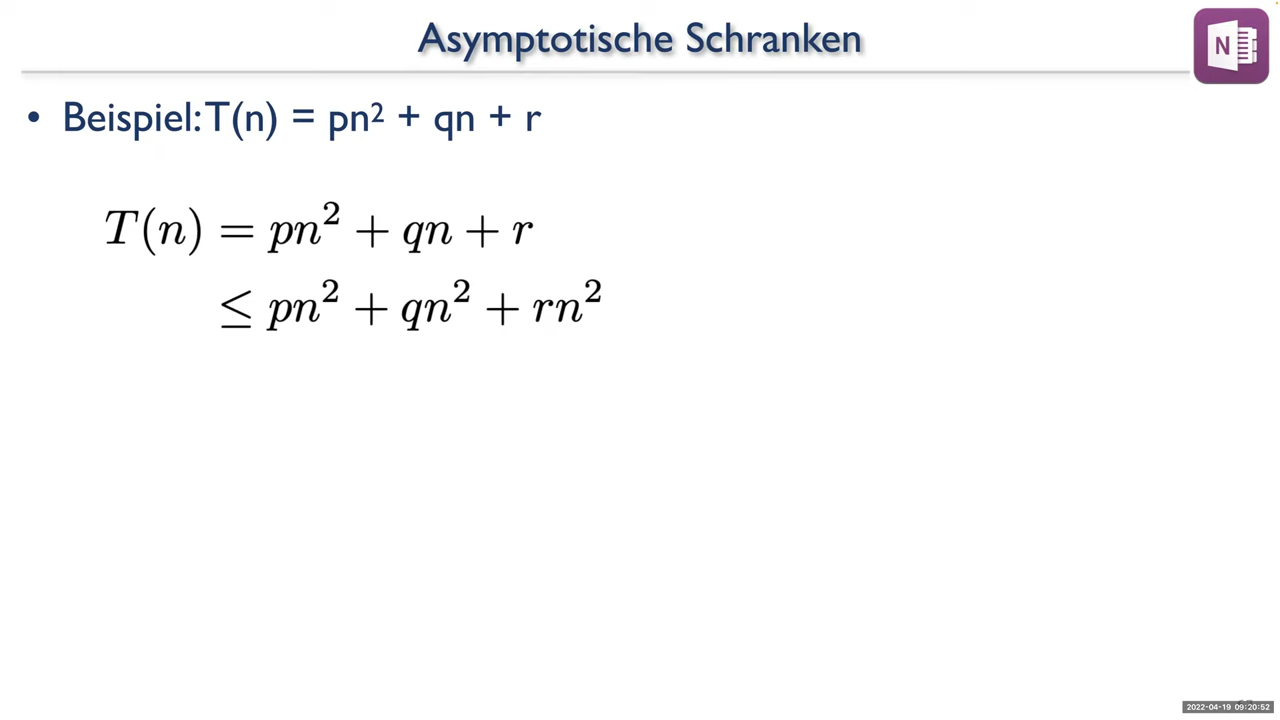 Asymptotische Schranken
N
• Beispiel: T(n) = pn² + qn + r
T(n) = pn² + qn + r
≤ pn² + qn² + rn²
2022-04-19 09:20:52